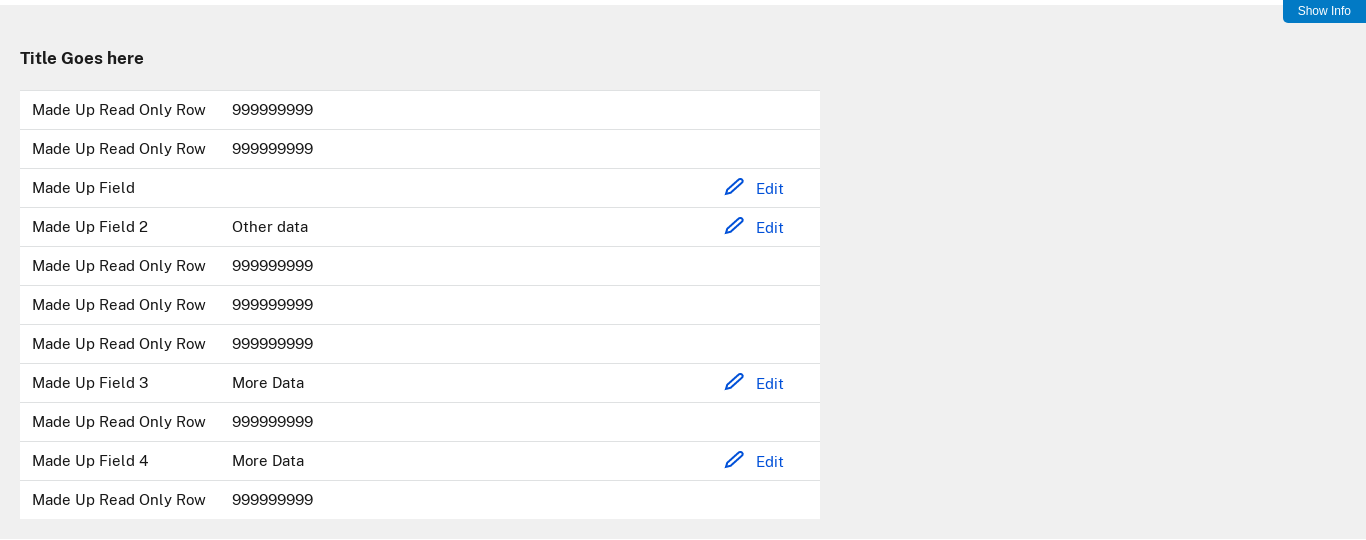 Show Info
Title Goes here
Made Up Read Only Row 999999999
Made Up Read Only Row 999999999
Made Up Field Edit
Made Up Field 2 Other data Edit
Made Up Read Only Row 999999999
Made Up Read Only Row 999999999
Made Up Read Only Row 999999999
Made Up Field 3 More Data Edit
Made Up Read Only Row 999999999
Made Up Field 4 More Data Edit
Made Up Read Only Row 999999999